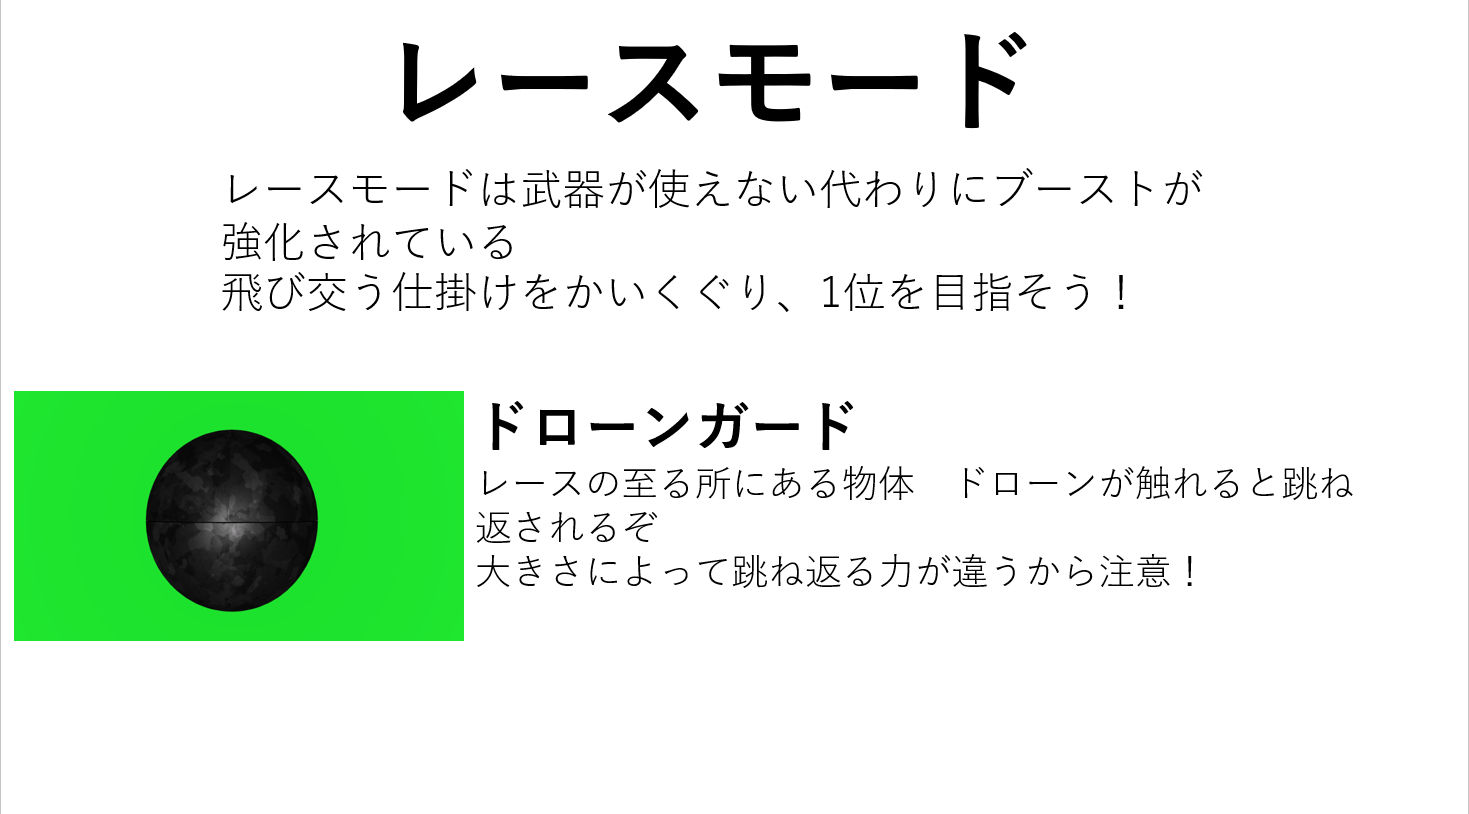 レースモード
レースモードは武器が使えない代わりにブーストが
強化されている
飛び交う仕掛けをかいくぐり、1位を目指そう！
ドローンガード
レースの至る所にある物体　ドローンが触れると跳ね
返されるぞ
大きさによって跳ね返る力が違うから注意！